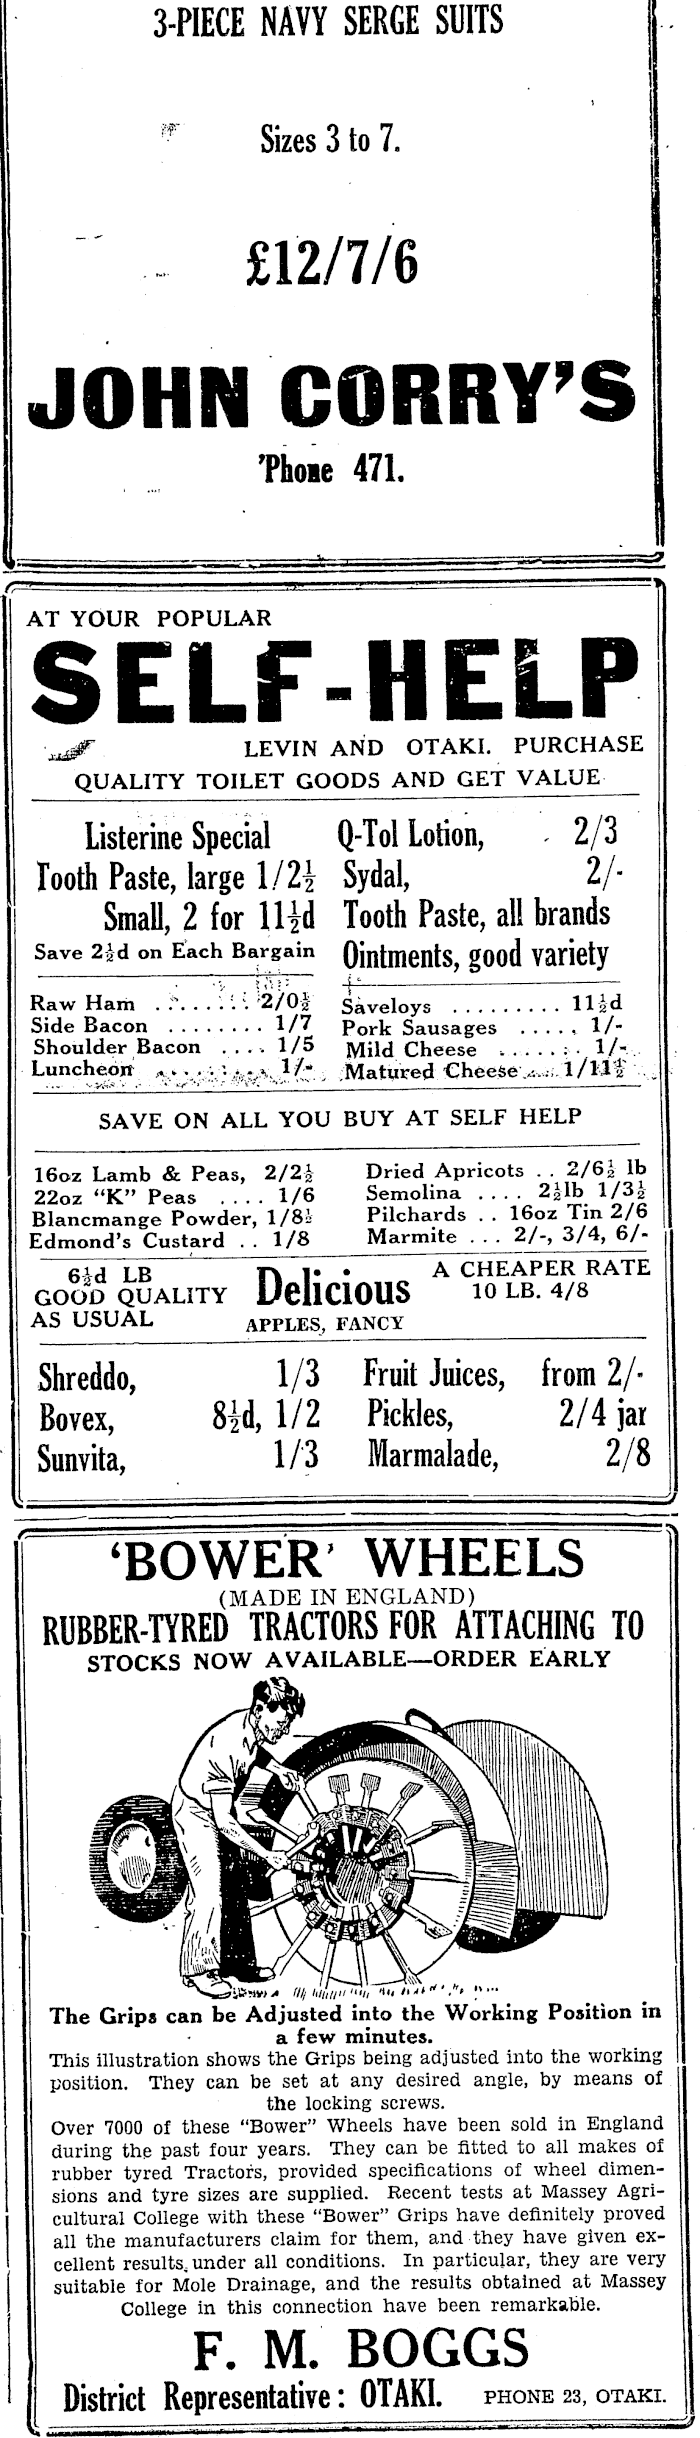 3-PIECE NAVY SERGE SUITS
Sizes 3 to 7.
£12/7/6
JOHN CORRY'S
'Phone 471.
AT YOUR POPULAR
SELF-HELP
LEVIN AND OTAKI. PURCHASE
QUALITY TOILET GOODS AND GET VALUE
Listerine Special
Tooth Paste, large 1/2½
Small, 2 for 11½d
Save 2½d on Each Bargain
Q-Tol Lotion, 2/3
Sydal, 2/-
Tooth Paste, all brands
Ointments, good variety
Raw Ham ........ 2/0½
Side Bacon ........ 1/7
Shoulder Bacon .... 1/5
Luncheon ......... 1/-
Saveloys ......... 11½d
Pork Sausages ..... 1/-
Mild Cheese ....... 1/-
Matured Cheese .... 1/11½
SAVE ON ALL YOU BUY AT SELF HELP
16oz Lamb & Peas, 2/2½
22oz "K" Peas .... 1/6
Blancmange Powder, 1/8½
Edmond's Custard .. 1/8
Dried Apricots .. 2/6½ lb
Semolina .... 2½lb 1/3½
Pilchards .. 16oz Tin 2/6
Marmite ... 2/-, 3/4, 6/-
6½d LB
GOOD QUALITY
AS USUAL
Delicious
APPLES, FANCY
A CHEAPER RATE
10 LB. 4/8
Shreddo, 1/3
Bovex, 8½d, 1/2
Sunvita, 1/3
Fruit Juices, from 2/-
Pickles, 2/4 jar
Marmalade, 2/8
'BOWER' WHEELS
(MADE IN ENGLAND)
RUBBER-TYRED TRACTORS FOR ATTACHING TO
STOCKS NOW AVAILABLE—ORDER EARLY
The Grips can be Adjusted into the Working Position in
a few minutes.
This illustration shows the Grips being adjusted into the working
position. They can be set at any desired angle, by means of
the locking screws.
Over 7000 of these "Bower" Wheels have been sold in England
during the past four years. They can be fitted to all makes of
rubber tyred Tractors, provided specifications of wheel dimen-
sions and tyre sizes are supplied. Recent tests at Massey Agri-
cultural College with these "Bower" Grips have definitely proved
all the manufacturers claim for them, and they have given ex-
cellent results under all conditions. In particular, they are very
suitable for Mole Drainage, and the results obtained at Massey
College in this connection have been remarkable.
F. M. BOGGS
District Representative: OTAKI. PHONE 23, OTAKI.